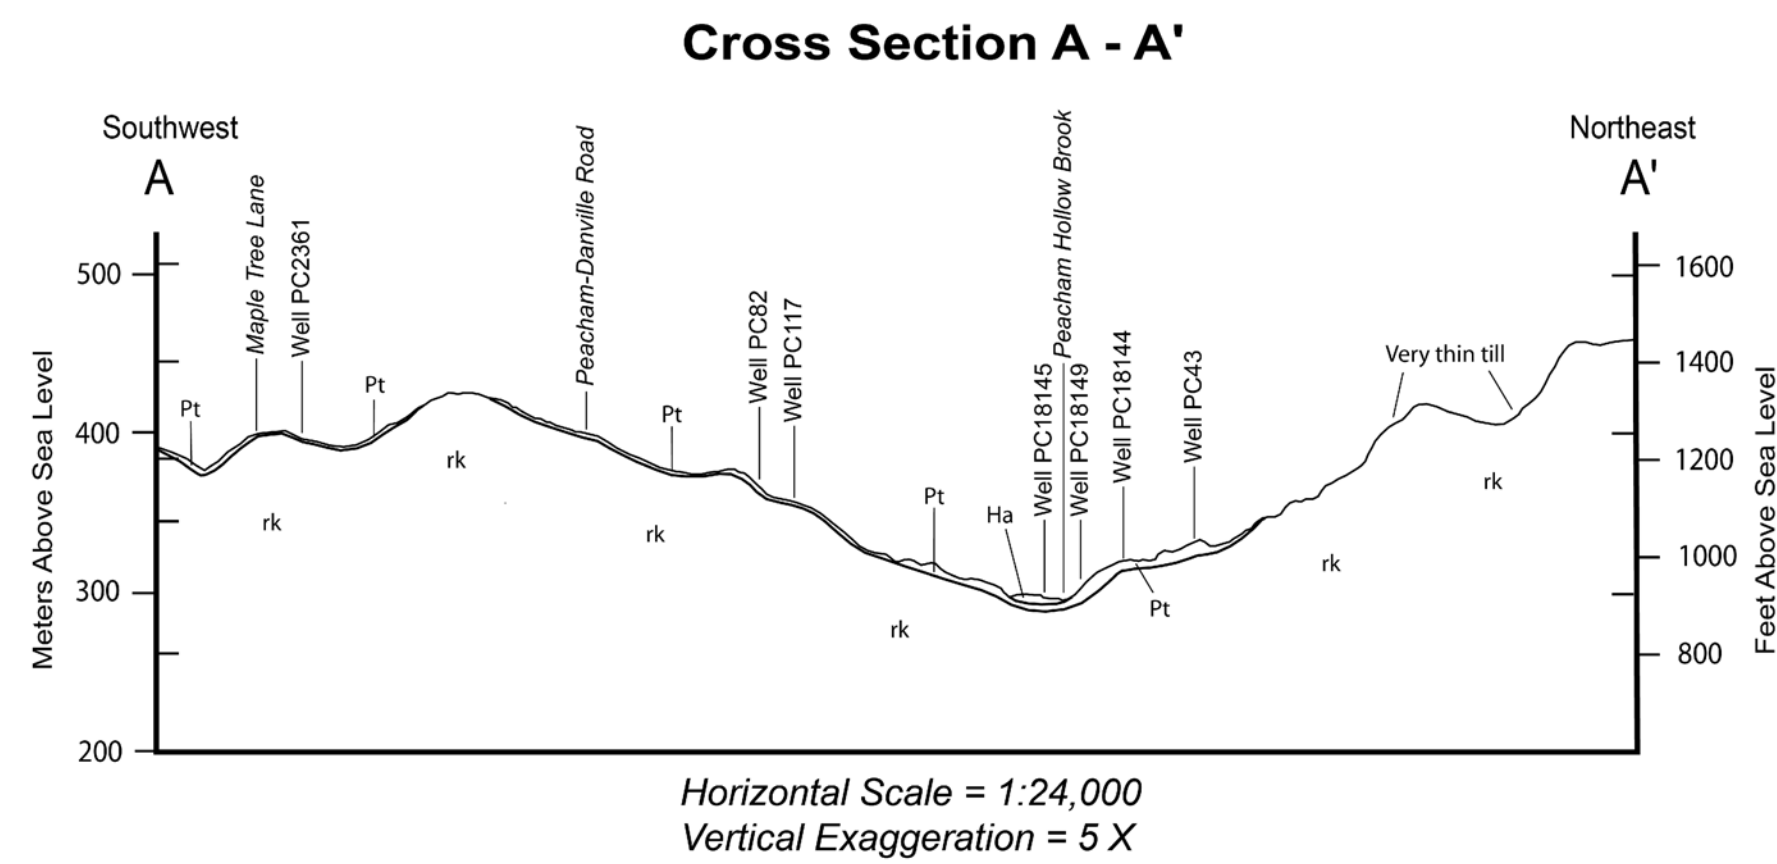 Cross Section A - A'
Southwest
A
Northeast
A'
Maple Tree Lane
Well PC2361
Peacham-Danville Road
Well PC82
Well PC117
Well PC18145
Peacham Hollow Brook
Well PC18149
Well PC18144
Well PC43
Very thin till
Pt
Pt
Pt
Pt
Ha
Pt
rk
rk
rk
rk
rk
rk
500
400
300
200
Meters Above Sea Level
1600
1400
1200
1000
800
Feet Above Sea Level
Horizontal Scale = 1:24,000
Vertical Exaggeration = 5 X